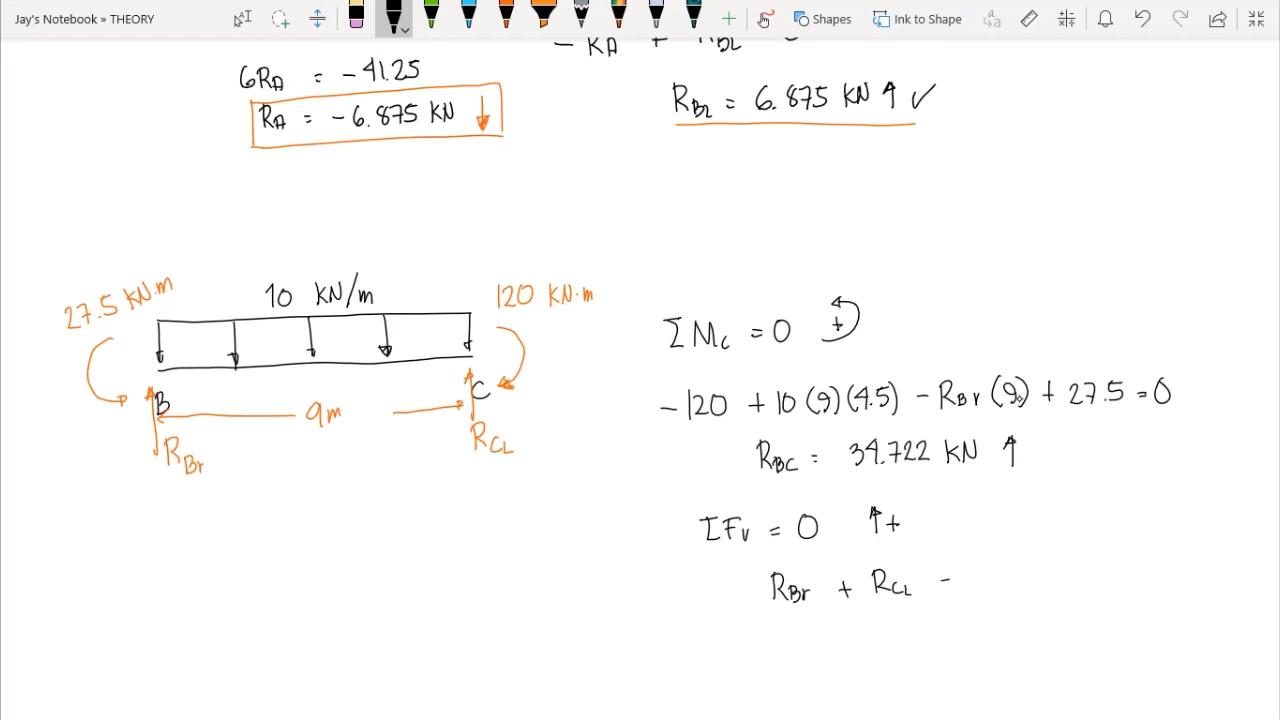 Jay's Notebook » THEORY
Shapes
Ink to Shape
6RA = -41.25
RA = -6.875 KN ↓
RBL = 6.875 KN ↑ ✓
27.5 KN.m
10 KN/m
120 KN·m
B
C
9m
RBr
RCL
ΣMc = 0 +
-120 + 10(9)(4.5) - RBr(9) + 27.5 = 0
RBC = 34.722 KN ↑
ΣFv = 0 ↑+
RBr + RCL -